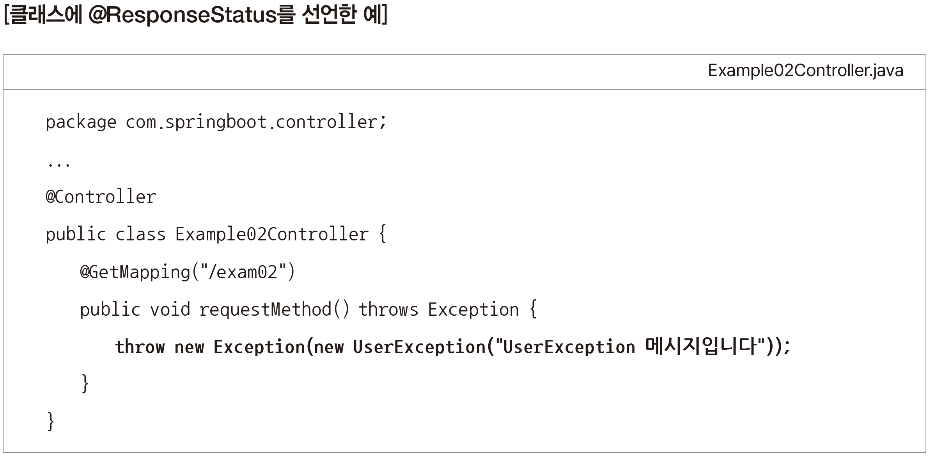 [클래스에 @ResponseStatus를 선언한 예]
Example02Controller.java
package com.springboot.controller;
...
@Controller
public class Example02Controller {
@GetMapping("/exam02")
public void requestMethod() throws Exception {
throw new Exception(new UserException("UserException 메시지입니다"));
}
}